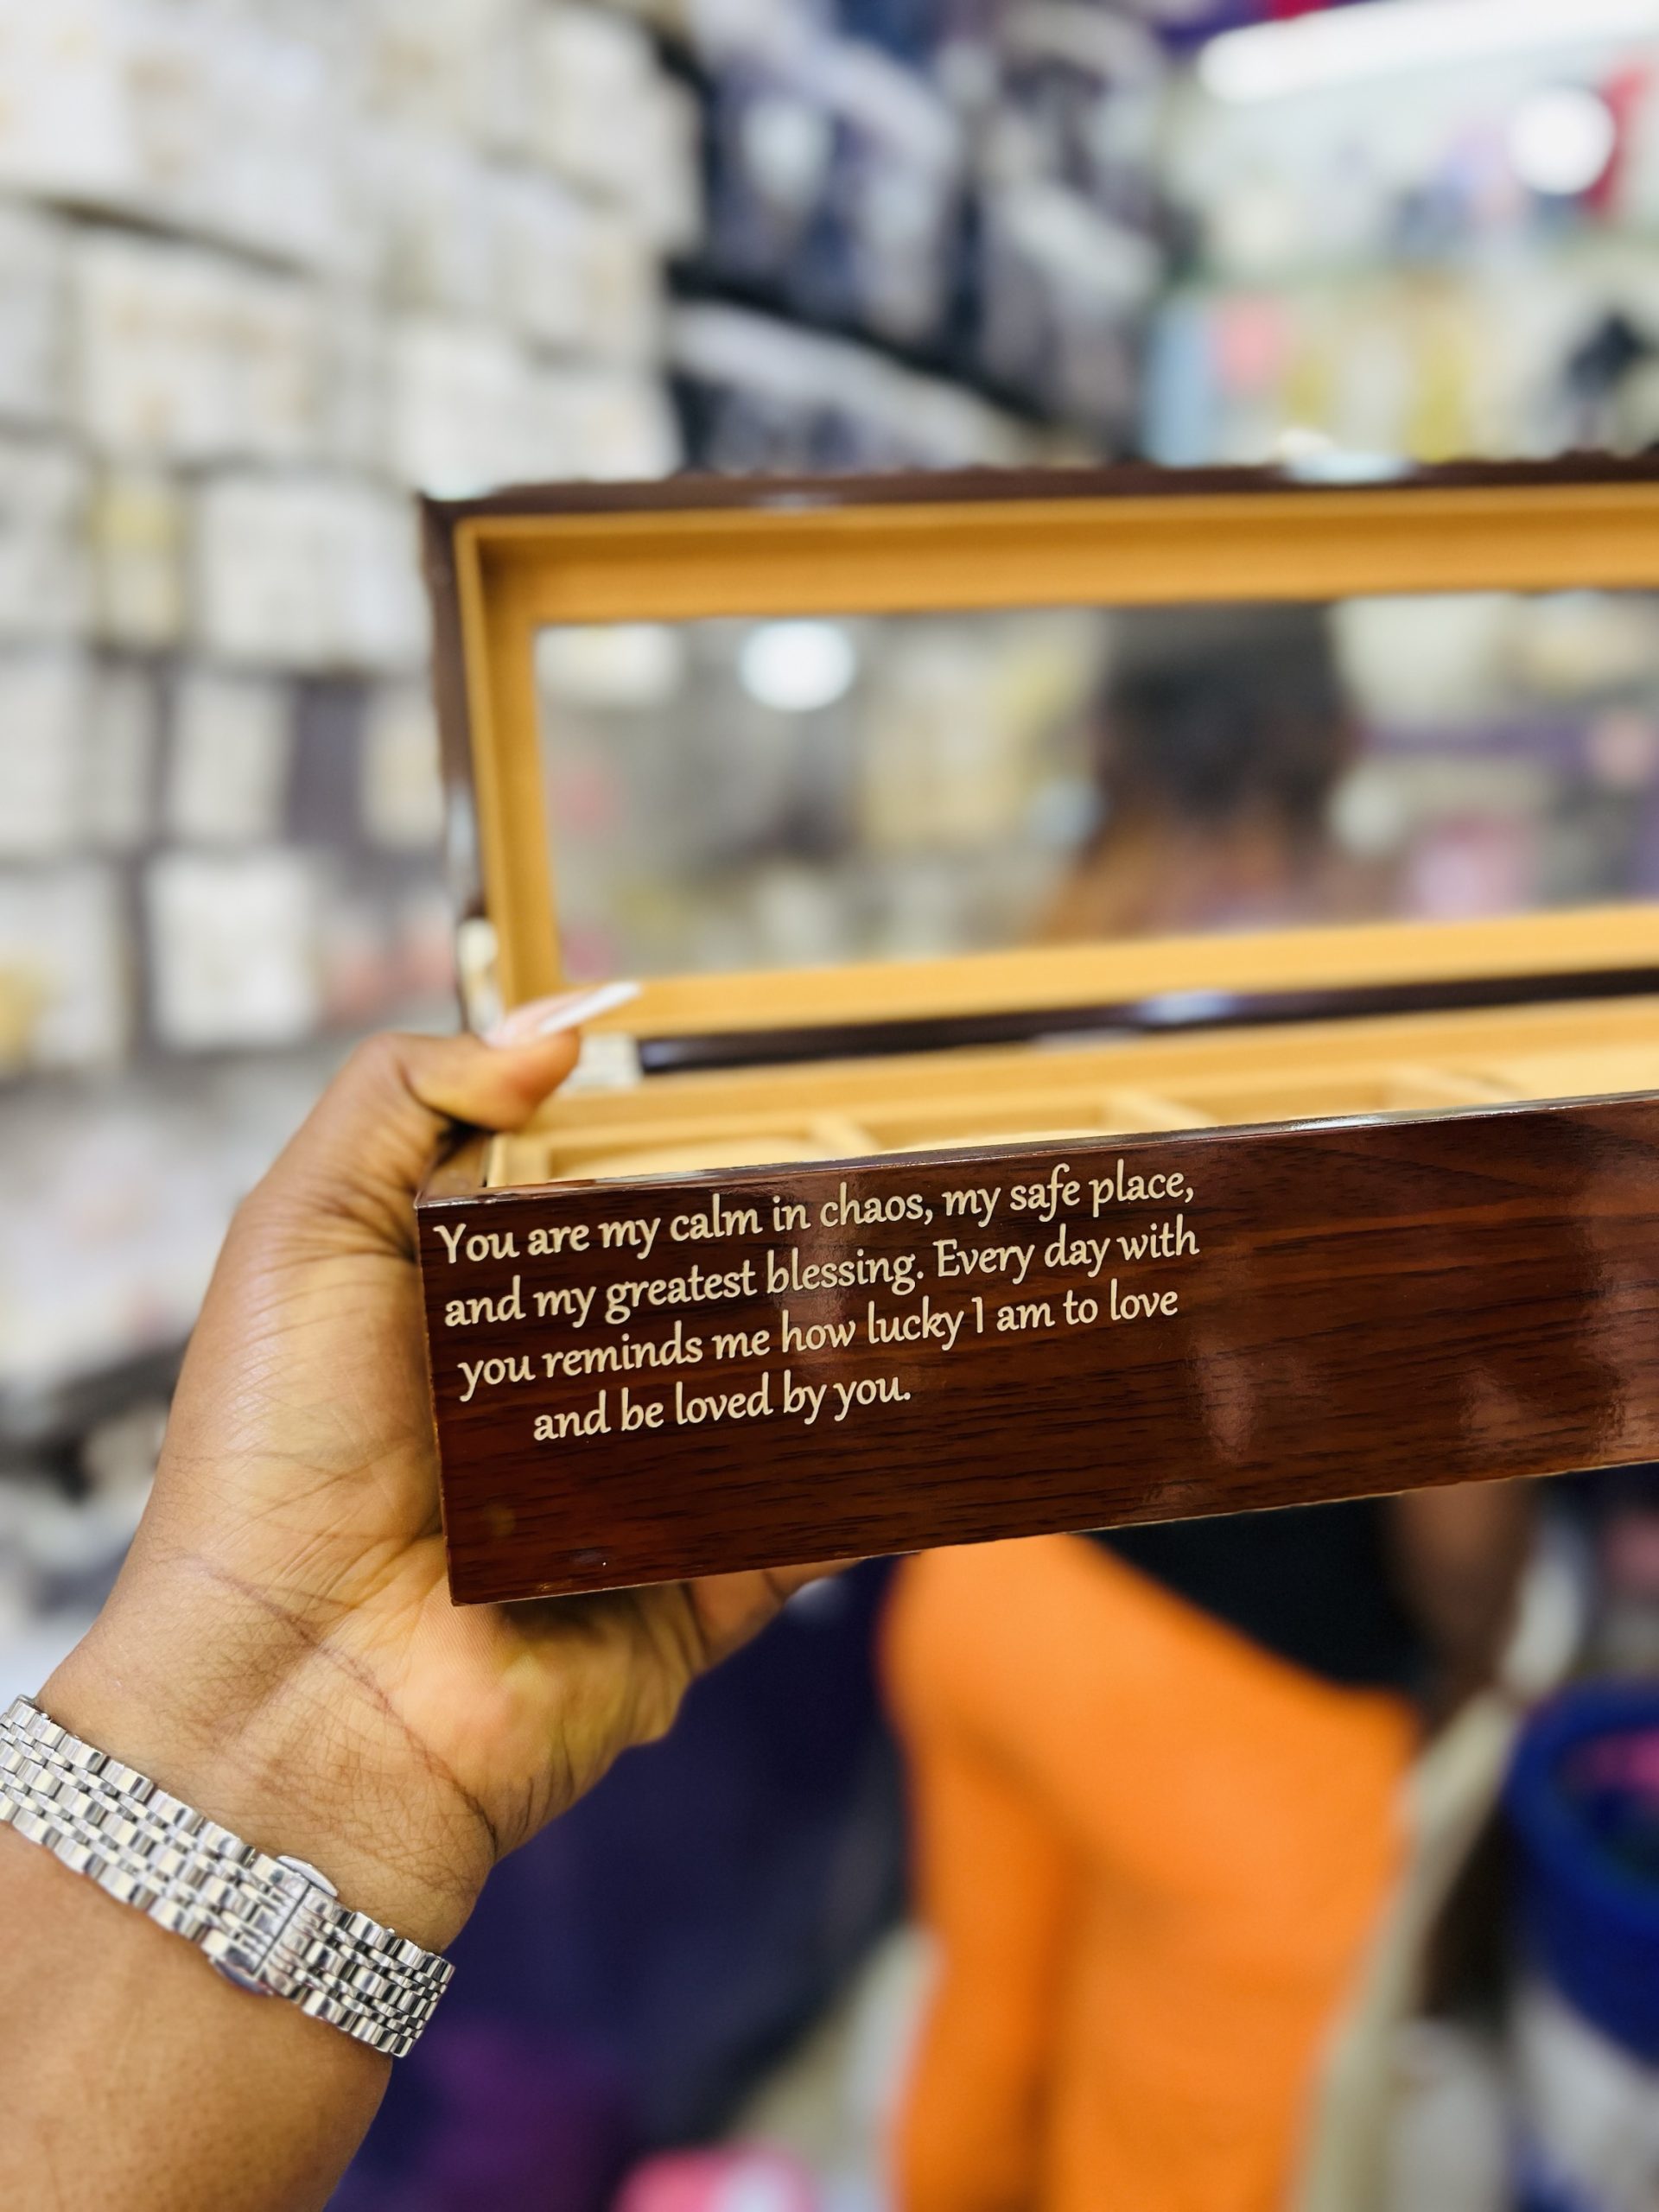 You are my calm in chaos, my safe place,
and my greatest blessing. Every day with
you reminds me how lucky I am to love
and be loved by you.